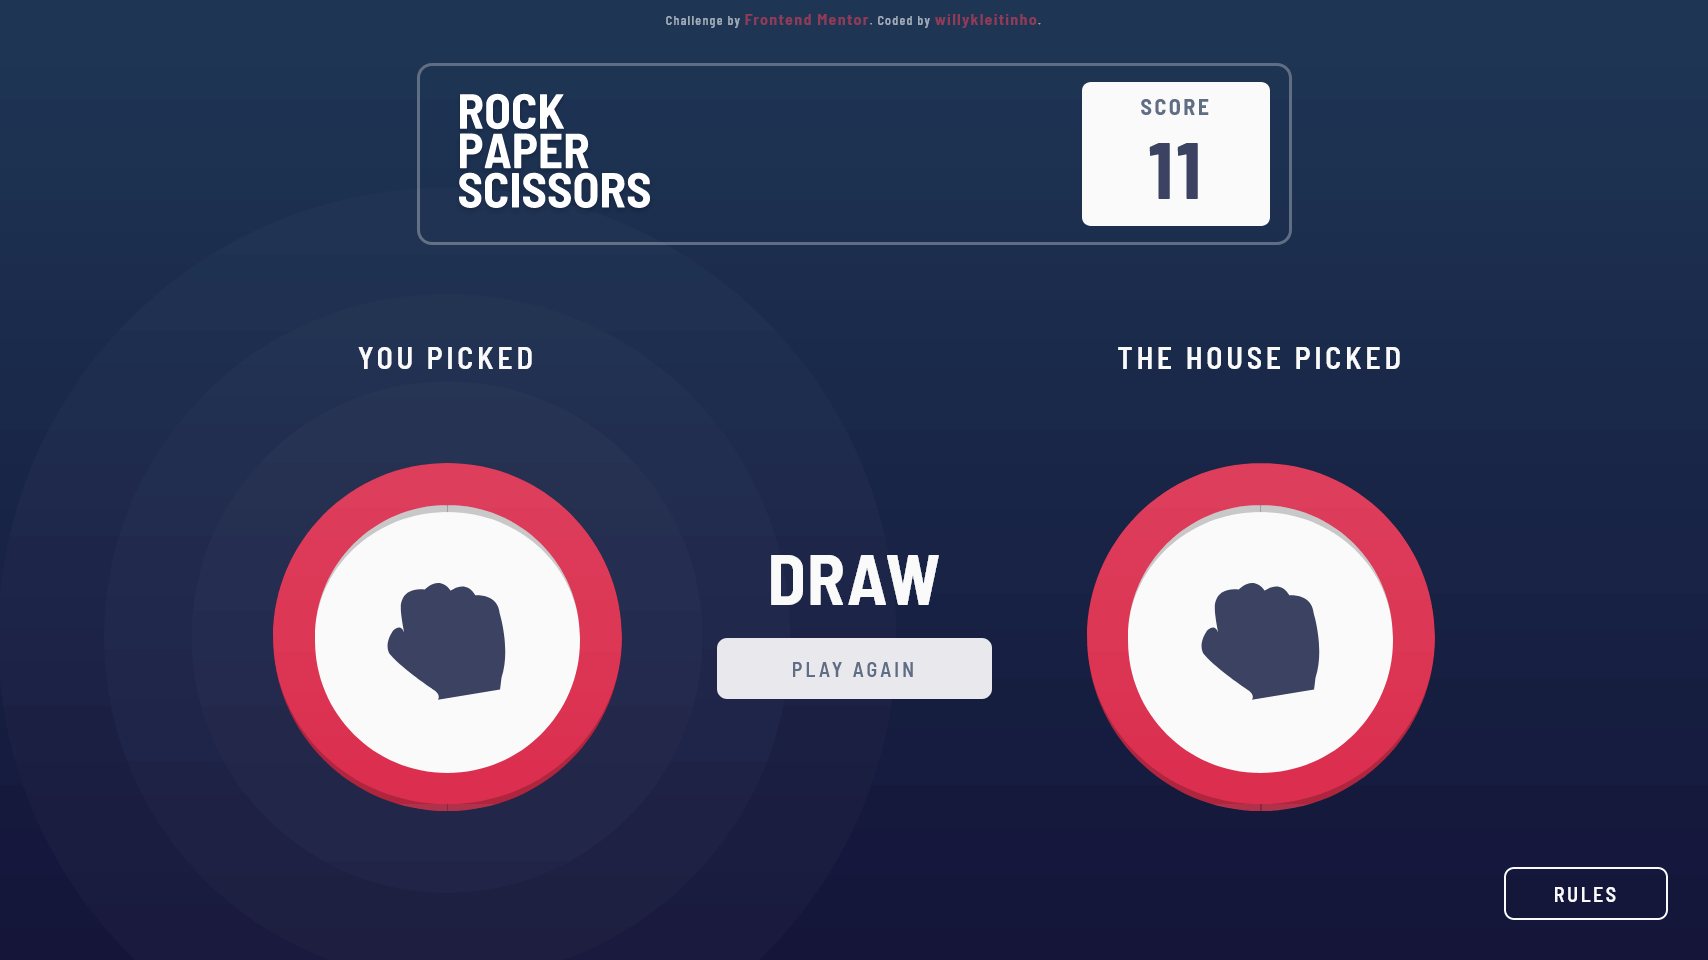 Challenge by Frontend Mentor. Coded by willykleitinho.
ROCK
PAPER
SCISSORS
SCORE
11
YOU PICKED
THE HOUSE PICKED
DRAW
PLAY AGAIN
RULES